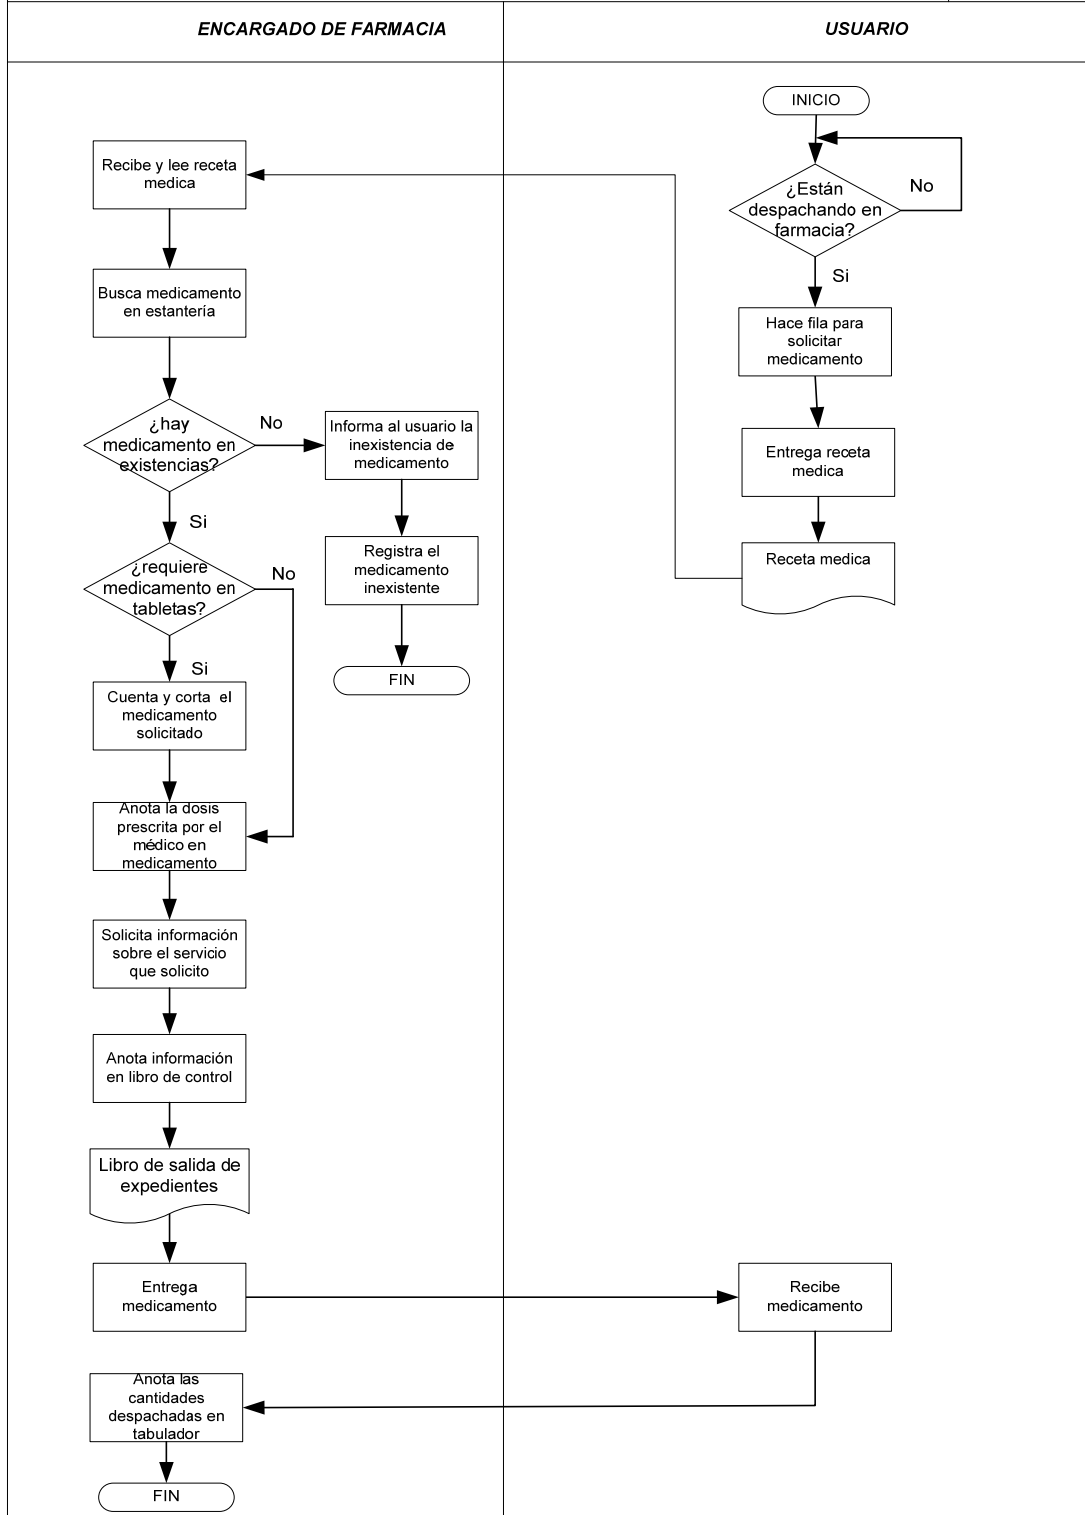 ENCARGADO DE FARMACIA
USUARIO
INICIO
¿Están
despachando en
farmacia?
No
Si
Hace fila para
solicitar
medicamento
Entrega receta
medica
Receta medica
Recibe y lee receta
medica
Busca medicamento
en estantería
¿hay
medicamento en
existencias?
No
Informa al usuario la
inexistencia de
medicamento
Registra el
medicamento
inexistente
FIN
Si
¿requiere
medicamento en
tabletas?
No
Si
Cuenta y corta el
medicamento
solicitado
Anota la dosis
prescrita por el
médico en
medicamento
Solicita información
sobre el servicio
que solicito
Anota información
en libro de control
Libro de salida de
expedientes
Entrega
medicamento
Recibe
medicamento
Anota las
cantidades
despachadas en
tabulador
FIN